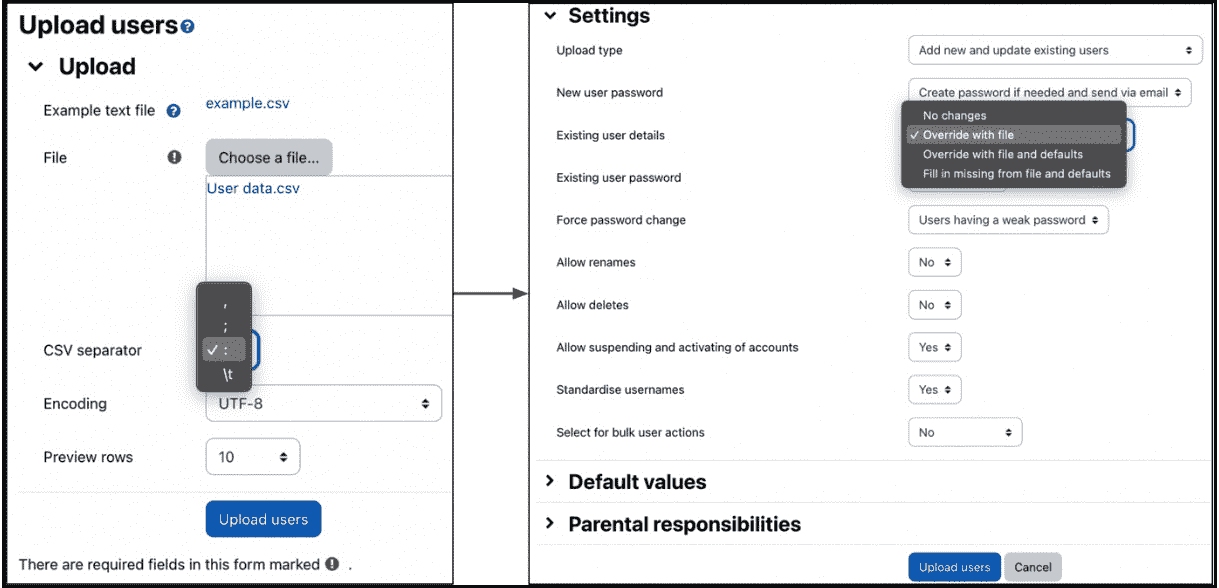 Upload users
Upload
Example text file
example.csv
File
Choose a file...
User data.csv
,
;
CSV separator
✓ :
\t
Encoding
UTF-8
Preview rows
10
Upload users
There are required fields in this form marked .
Settings
Upload type
Add new and update existing users
New user password
Create password if needed and send via email
Existing user details
No changes
✓ Override with file
Override with file and defaults
Fill in missing from file and defaults
Existing user password
Force password change
Users having a weak password
Allow renames
No
Allow deletes
No
Allow suspending and activating of accounts
Yes
Standardise usernames
Yes
Select for bulk user actions
No
Default values
Parental responsibilities
Upload users
Cancel